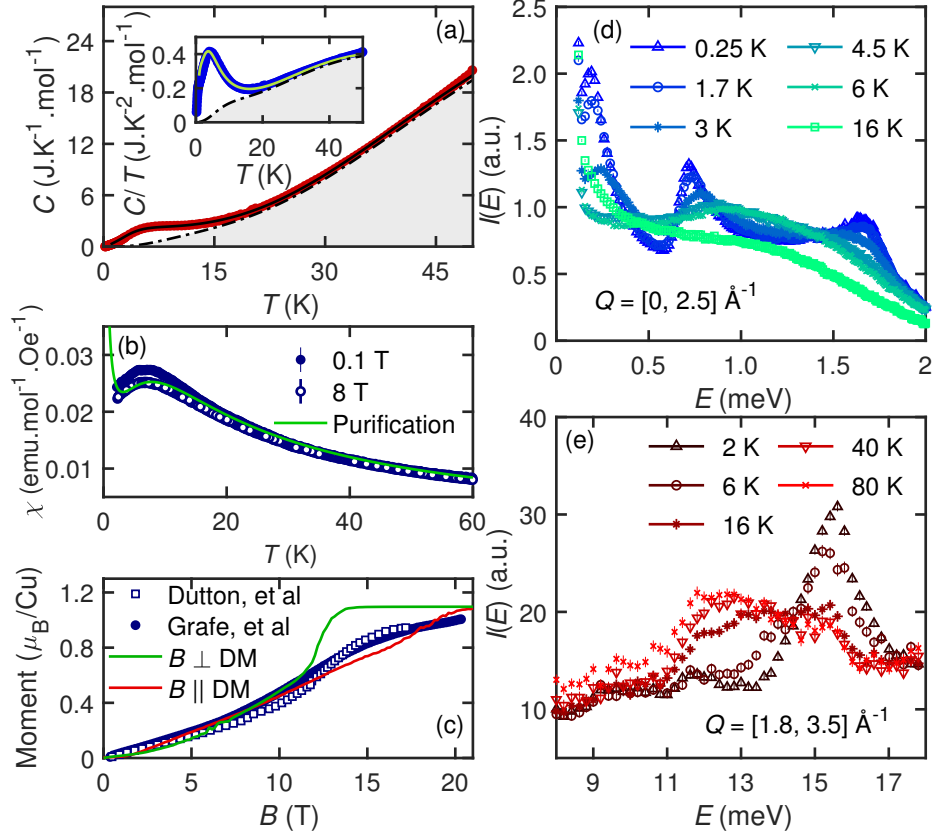 (a)
C (J.K⁻¹.mol⁻¹)
24
18
12
6
0
0 15 30 45
T (K)
C/T (J.K⁻².mol⁻¹)
0.4
0.2
0
0 20 40
T (K)
(b)
χ (emu.mol⁻¹.Oe⁻¹)
0.03
0.02
0.01
0 20 40 60
T (K)
0.1 T
8 T
Purification
(c)
Moment (μB/Cu)
1.2
0.8
0.4
0
0 5 10 15 20
B (T)
Dutton, et al
Grafe, et al
B ⊥ DM
B || DM
(d)
I(E) (a.u.)
2.5
2.0
1.5
1.0
0.5
0
0 0.5 1.0 1.5 2
E (meV)
0.25 K
1.7 K
3 K
4.5 K
6 K
16 K
Q = [0, 2.5] Å⁻¹
(e)
I(E) (a.u.)
40
30
20
10
9 11 13 15 17
E (meV)
2 K
6 K
16 K
40 K
80 K
Q = [1.8, 3.5] Å⁻¹